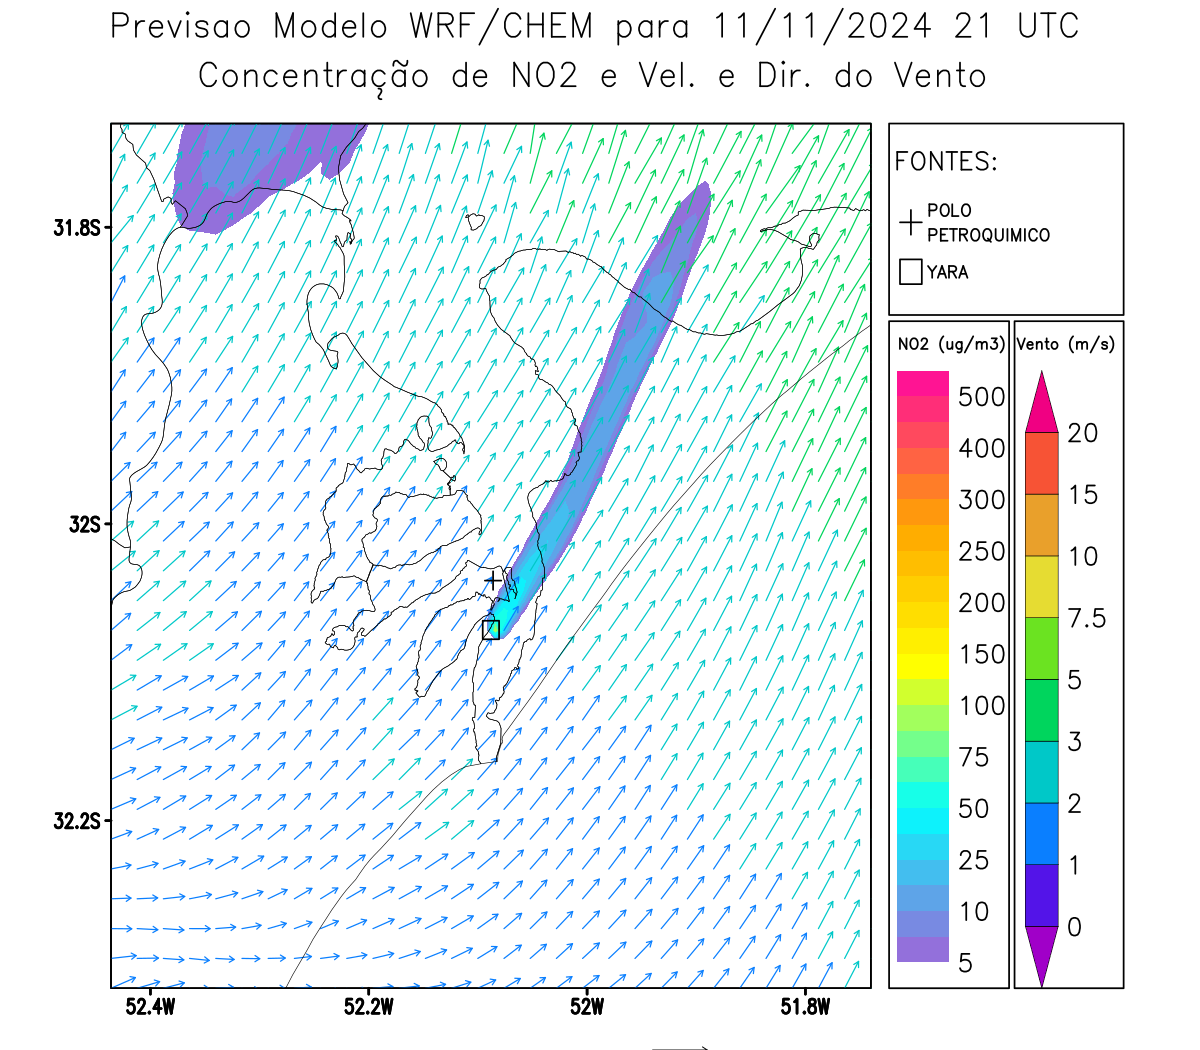 Previsao Modelo WRF/CHEM para 11/11/2024 21 UTC
Concentração de NO2 e Vel. e Dir. do Vento
FONTES:
POLO
PETROQUIMICO
YARA
NO2 (ug/m3)
500
400
300
250
200
150
100
75
50
25
10
5
Vento (m/s)
20
15
10
7.5
5
3
2
1
0
31.8S
32S
32.2S
52.4W
52.2W
52W
51.8W